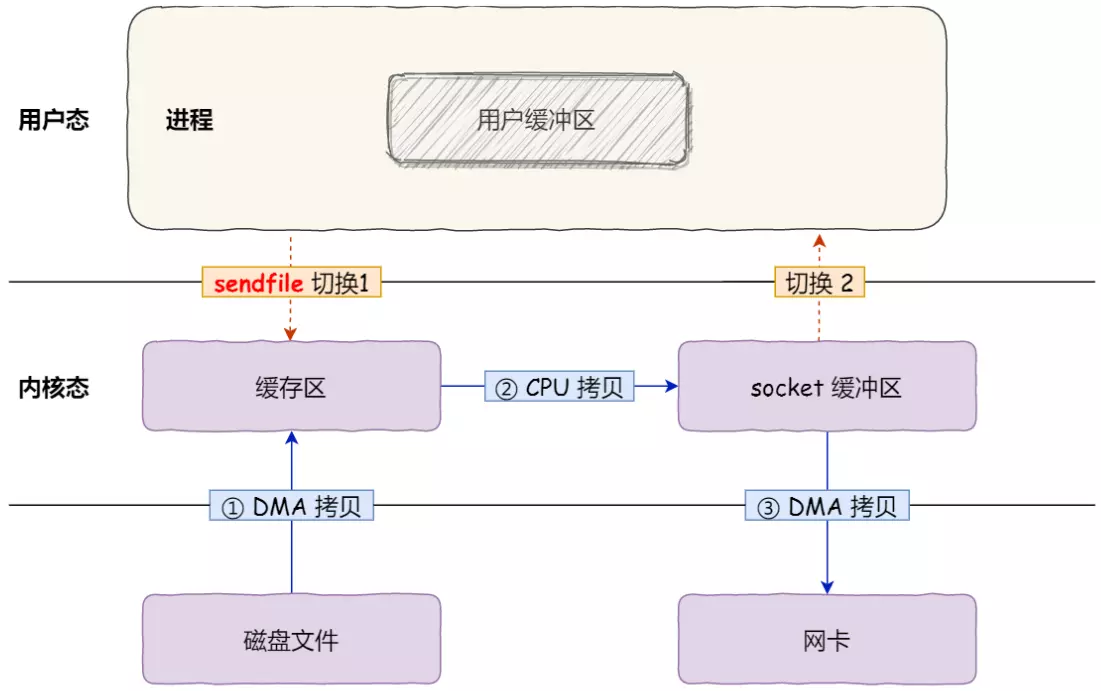 用户态
进程
用户缓冲区
sendfile 切换1
切换 2
内核态
缓存区
② CPU 拷贝
socket 缓冲区
① DMA 拷贝
③ DMA 拷贝
磁盘文件
网卡